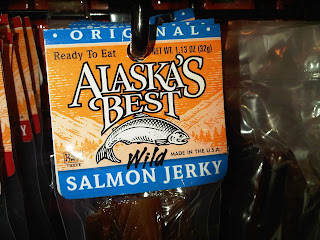 · ORIGINAL ·
Ready To Eat
NET WT. 1.13 OZ (32g)
ALASKA'S
BEST
Wild
MADE IN THE U.S.A.
SALMON JERKY